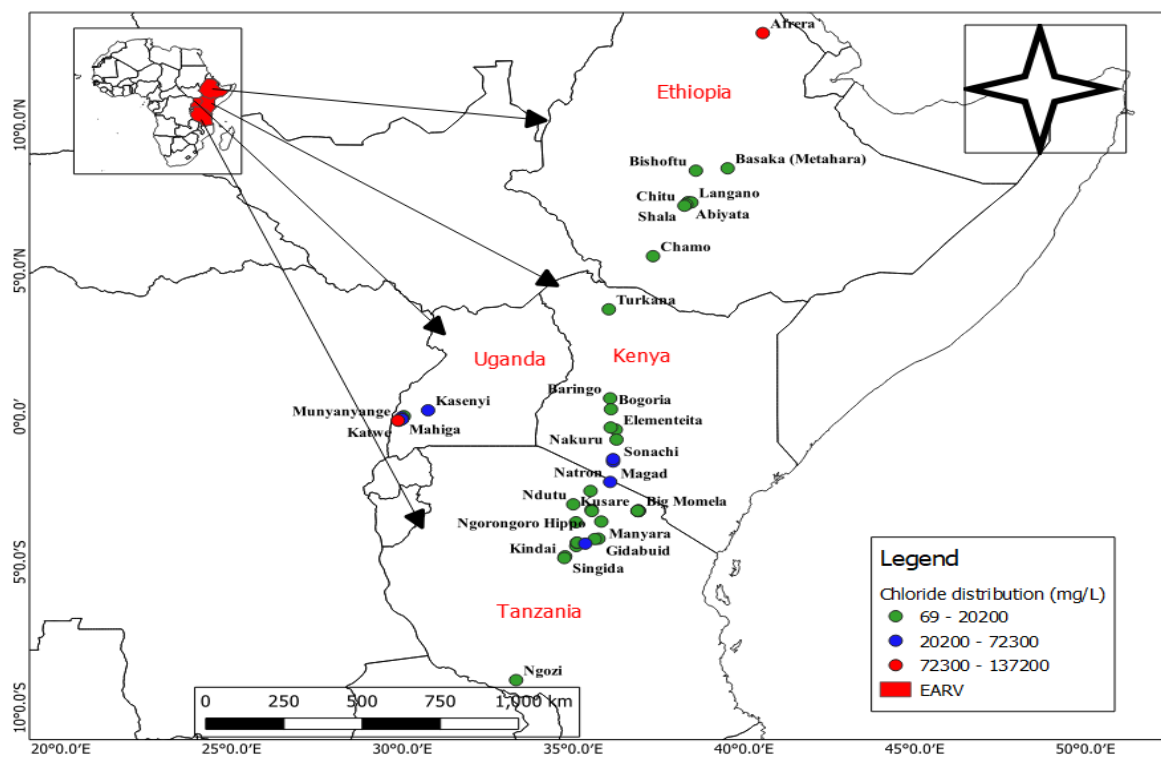 Afrera
Ethiopia
Bishoftu
Basaka (Metahara)
Chitu
Langano
Shala
Abiyata
Chamo
Turkana
Uganda
Kenya
Baringo
Bogoria
Kasenyi
Munyanyange
Elementeita
Katwe
Mahiga
Nakuru
Sonachi
Natron
Magad
Ndutu
Kusare
Big Momela
Ngorongoro Hippo
Manyara
Kindai
Gidabuid
Singida
Tanzania
Ngozi
Legend
Chloride distribution (mg/L)
69 - 20200
20200 - 72300
72300 - 137200
EARV
0 250 500 750 1,000 km
10°0.0′N
5°0.0′N
0°0.0′
5°0.0′S
10°0.0′S
20°0.0′E 25°0.0′E 30°0.0′E 35°0.0′E 40°0.0′E 45°0.0′E 50°0.0′E